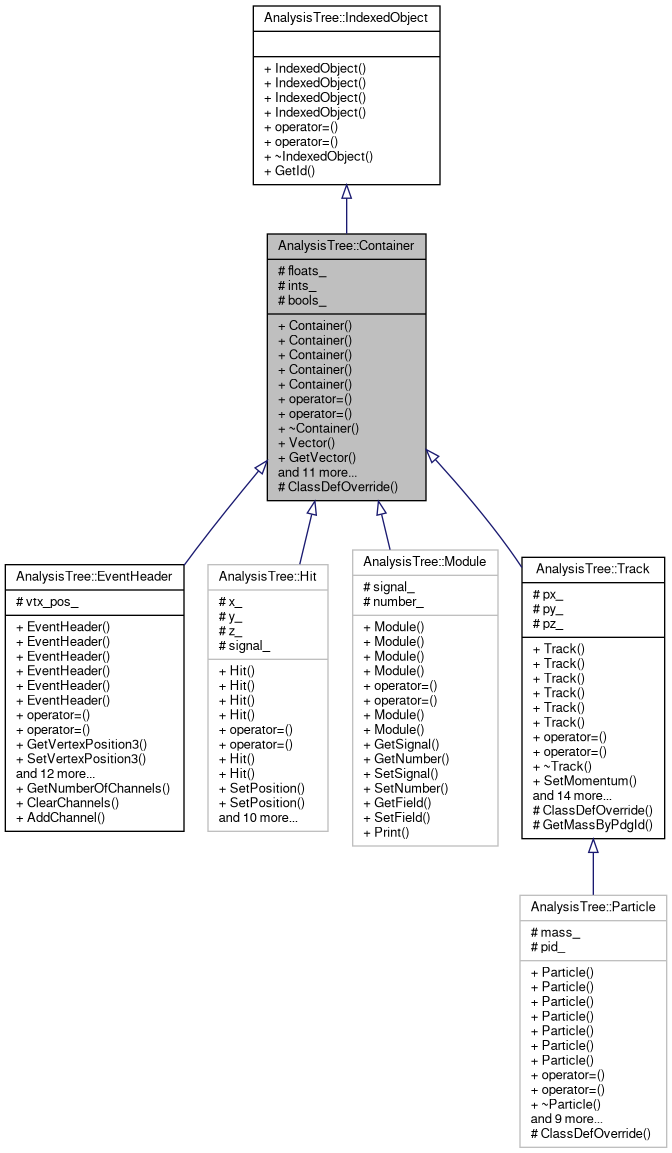 AnalysisTree::IndexedObject
+ IndexedObject()
+ IndexedObject()
+ IndexedObject()
+ IndexedObject()
+ operator=()
+ operator=()
+ ~IndexedObject()
+ GetId()
AnalysisTree::Container
# floats_
# ints_
# bools_
+ Container()
+ Container()
+ Container()
+ Container()
+ Container()
+ operator=()
+ operator=()
+ ~Container()
+ Vector()
+ GetVector()
and 11 more...
# ClassDefOverride()
AnalysisTree::EventHeader
# vtx_pos_
+ EventHeader()
+ EventHeader()
+ EventHeader()
+ EventHeader()
+ EventHeader()
+ EventHeader()
+ operator=()
+ operator=()
+ GetVertexPosition3()
+ SetVertexPosition3()
and 12 more...
+ GetNumberOfChannels()
+ ClearChannels()
+ AddChannel()
AnalysisTree::Hit
# x_
# y_
# z_
# signal_
+ Hit()
+ Hit()
+ Hit()
+ Hit()
+ operator=()
+ operator=()
+ Hit()
+ Hit()
+ SetPosition()
+ SetPosition()
and 10 more...
AnalysisTree::Module
# signal_
# number_
+ Module()
+ Module()
+ Module()
+ Module()
+ operator=()
+ operator=()
+ Module()
+ Module()
+ GetSignal()
+ GetNumber()
+ SetSignal()
+ SetNumber()
+ GetField()
+ SetField()
+ Print()
AnalysisTree::Track
# px_
# py_
# pz_
+ Track()
+ Track()
+ Track()
+ Track()
+ Track()
+ Track()
+ operator=()
+ operator=()
+ ~Track()
+ SetMomentum()
and 14 more...
# ClassDefOverride()
# GetMassByPdgId()
AnalysisTree::Particle
# mass_
# pid_
+ Particle()
+ Particle()
+ Particle()
+ Particle()
+ Particle()
+ Particle()
+ Particle()
+ operator=()
+ operator=()
+ ~Particle()
and 9 more...
# ClassDefOverride()